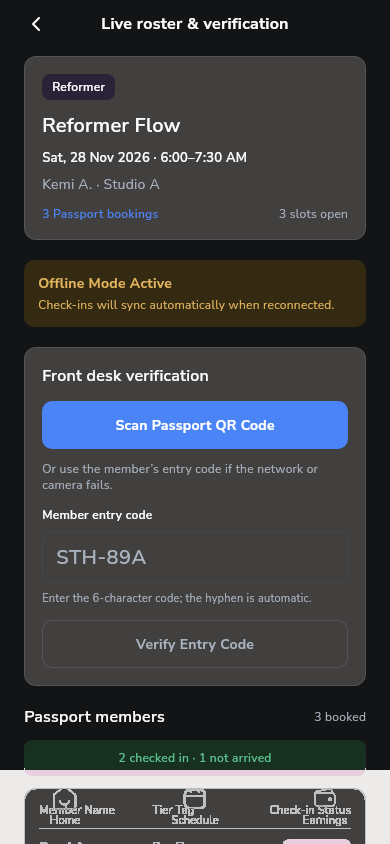 Live roster & verification
Reformer
Reformer Flow
Sat, 28 Nov 2026 · 6:00–7:30 AM
Kemi A. · Studio A
3 Passport bookings
3 slots open
Offline Mode Active
Check-ins will sync automatically when reconnected.
Front desk verification
Scan Passport QR Code
Or use the member’s entry code if the network or
camera fails.
Member entry code
STH-89A
Enter the 6-character code; the hyphen is automatic.
Verify Entry Code
Passport members
3 booked
2 checked in · 1 not arrived
Member Name
Tier Tag
Check-in Status
Home
Schedule
Earnings